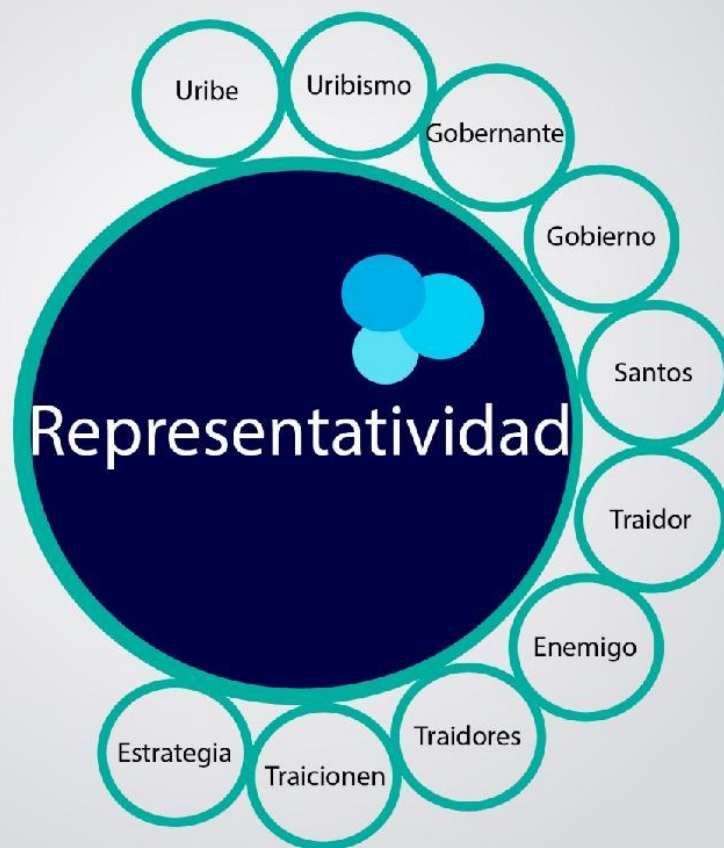 Uribe
Uribismo
Gobernante
Gobierno
Santos
Representatividad
Traidor
Enemigo
Traidores
Traicionen
Estrategia